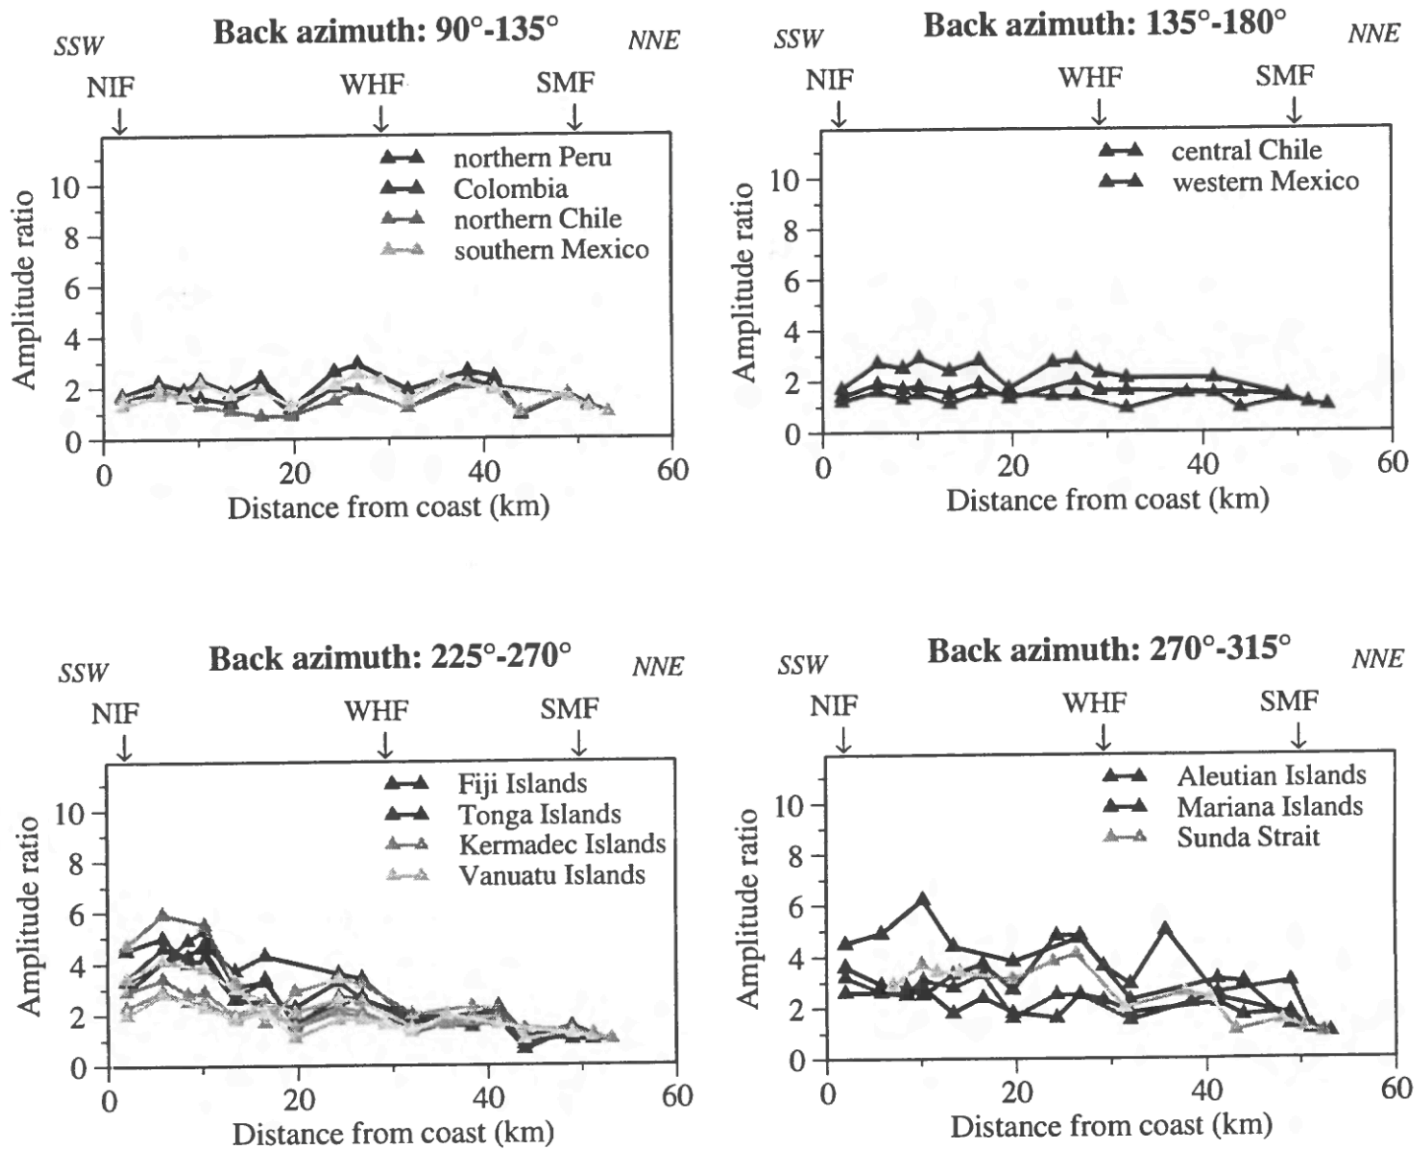 Back azimuth: 90°-135°
SSW
NNE
NIF
WHF
SMF
northern Peru
Colombia
northern Chile
southern Mexico
Amplitude ratio
10
8
6
4
2
0
0
20
40
60
Distance from coast (km)
Back azimuth: 135°-180°
SSW
NNE
NIF
WHF
SMF
central Chile
western Mexico
Amplitude ratio
10
8
6
4
2
0
0
20
40
60
Distance from coast (km)
Back azimuth: 225°-270°
SSW
NNE
NIF
WHF
SMF
Fiji Islands
Tonga Islands
Kermadec Islands
Vanuatu Islands
Amplitude ratio
10
8
6
4
2
0
0
20
40
60
Distance from coast (km)
Back azimuth: 270°-315°
SSW
NNE
NIF
WHF
SMF
Aleutian Islands
Mariana Islands
Sunda Strait
Amplitude ratio
10
8
6
4
2
0
0
20
40
60
Distance from coast (km)